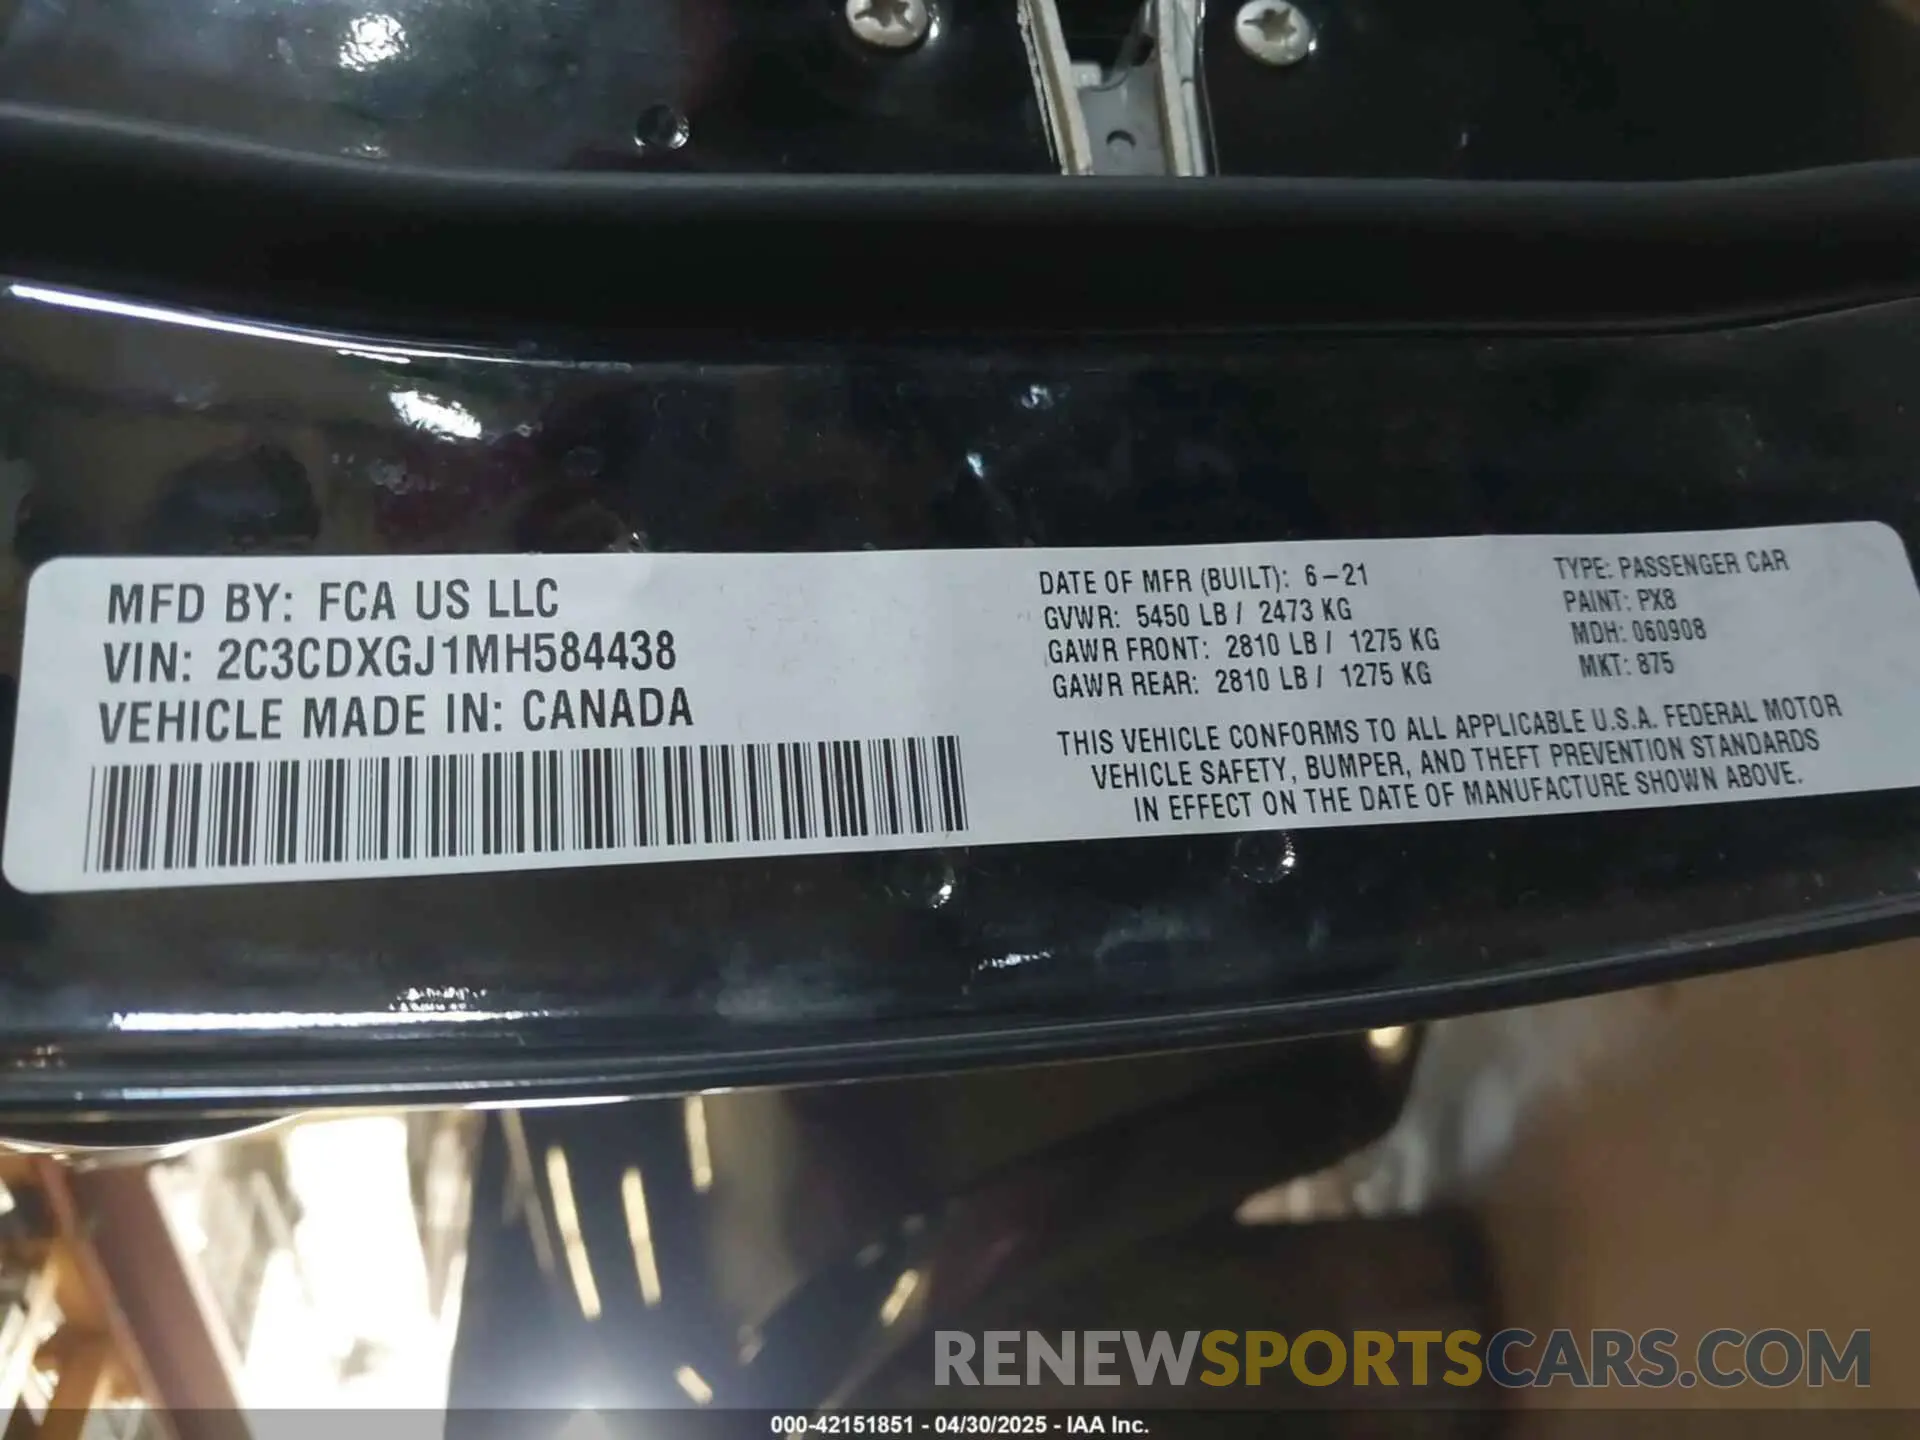 MFD BY: FCA US LLC
VIN: 2C3CDXGJ1MH584438
VEHICLE MADE IN: CANADA
DATE OF MFR (BUILT): 6-21
GVWR: 5450 LB / 2473 KG
GAWR FRONT: 2810 LB / 1275 KG
GAWR REAR: 2810 LB / 1275 KG
TYPE: PASSENGER CAR
PAINT: PX8
MDH: 060908
MKT: 875
THIS VEHICLE CONFORMS TO ALL APPLICABLE U.S.A. FEDERAL MOTOR
VEHICLE SAFETY, BUMPER, AND THEFT PREVENTION STANDARDS
IN EFFECT ON THE DATE OF MANUFACTURE SHOWN ABOVE.
RENEWSPORTSCARS.COM
000-42151851 - 04/30/2025 - IAA Inc.